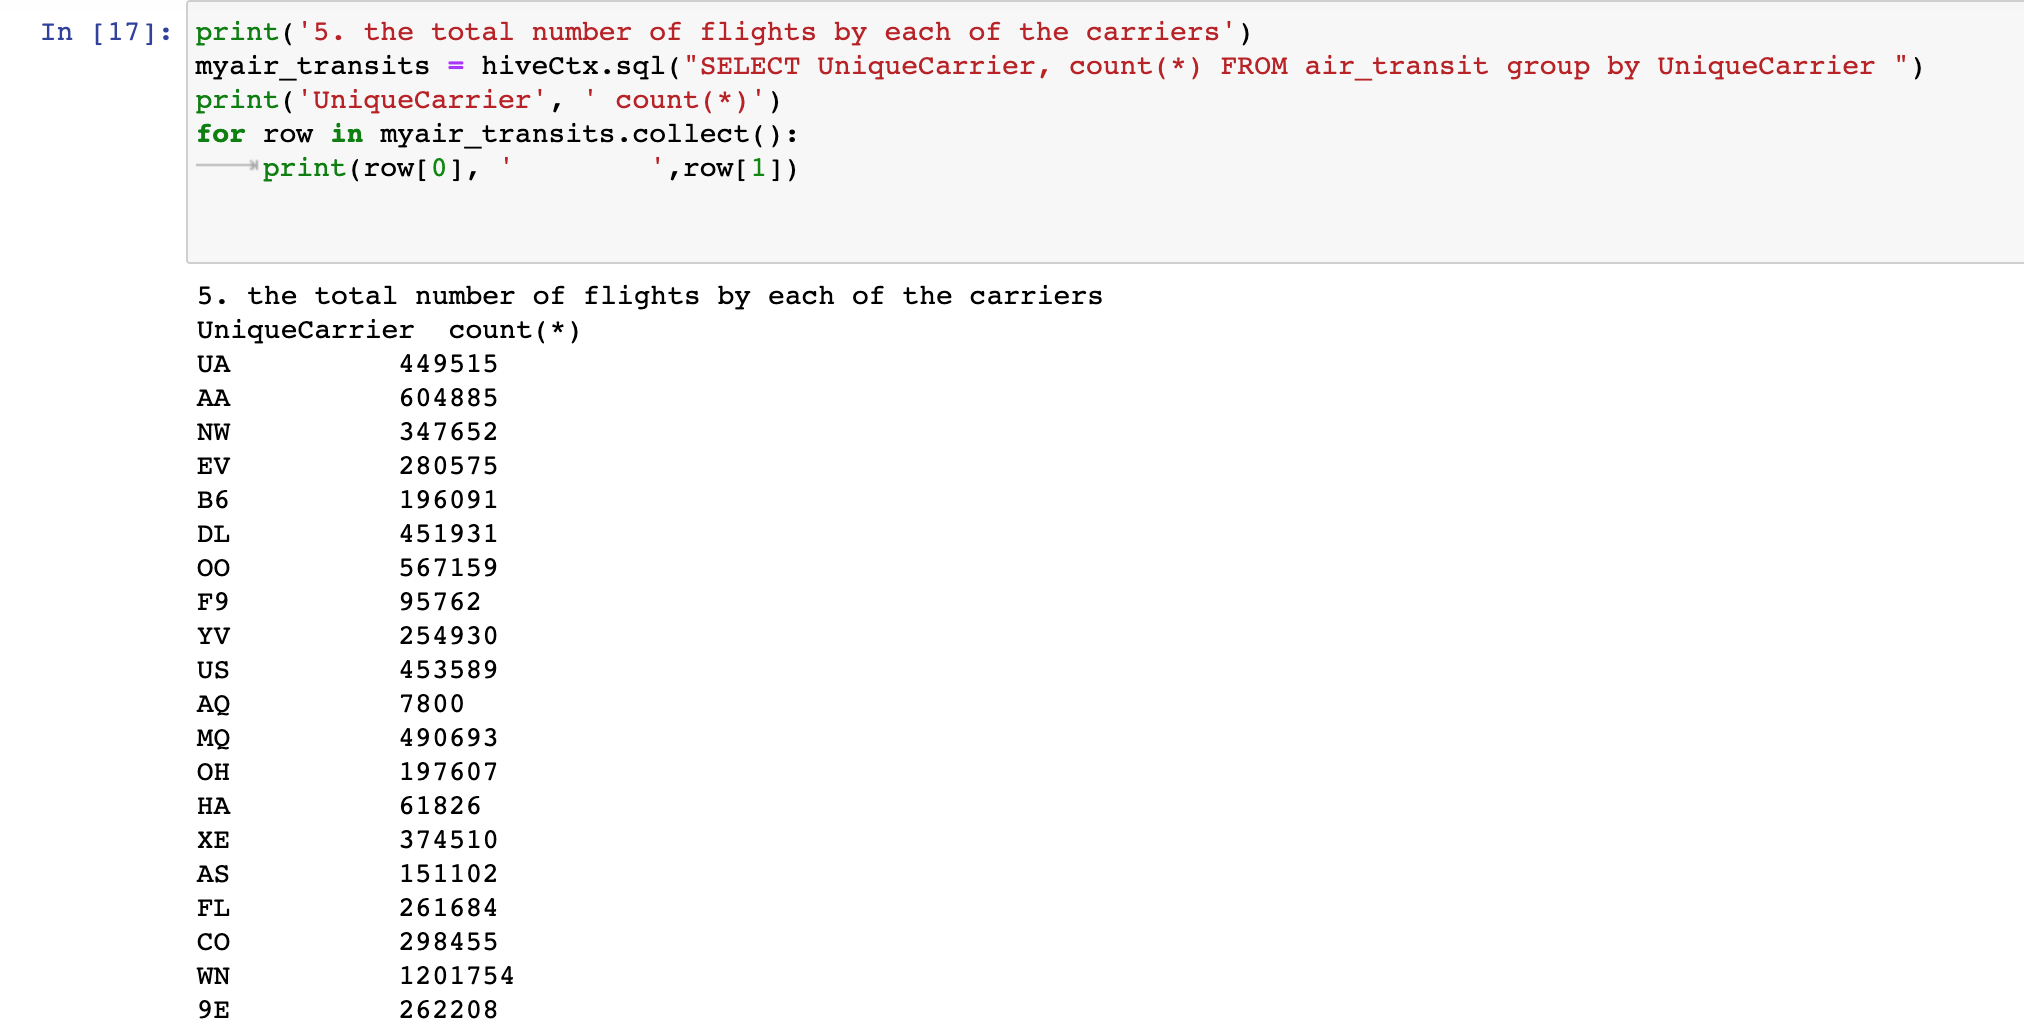 In [17]: print('5. the total number of flights by each of the carriers')
myair_transits = hiveCtx.sql("SELECT UniqueCarrier, count(*) FROM air_transit group by UniqueCarrier ")
print('UniqueCarrier', ' count(*)')
for row in myair_transits.collect():
    print(row[0], '        ',row[1])
5. the total number of flights by each of the carriers
UniqueCarrier  count(*)
UA          449515
AA          604885
NW          347652
EV          280575
B6          196091
DL          451931
OO          567159
F9          95762
YV          254930
US          453589
AQ          7800
MQ          490693
OH          197607
HA          61826
XE          374510
AS          151102
FL          261684
CO          298455
WN          1201754
9E          262208